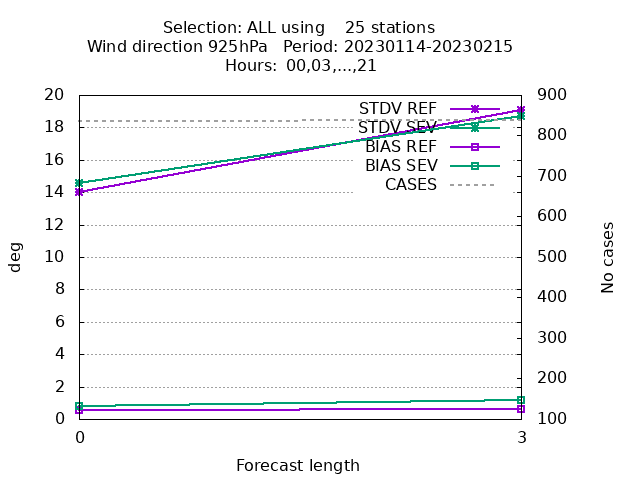 Selection: ALL using    25 stations
Wind direction 925hPa   Period: 20230114-20230215
Hours:  00,03,...,21
20
18
16
14
12
10
8
6
4
2
0
deg
900
800
700
600
500
400
300
200
100
No cases
STDV REF
STDV SEV
BIAS REF
BIAS SEV
CASES
0
3
Forecast length